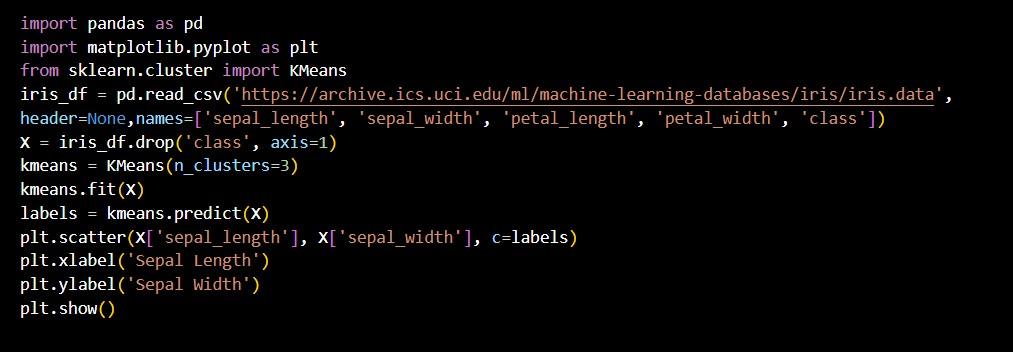 import pandas as pd
import matplotlib.pyplot as plt
from sklearn.cluster import KMeans
iris_df = pd.read_csv('https://archive.ics.uci.edu/ml/machine-learning-databases/iris/iris.data',
header=None,names=['sepal_length', 'sepal_width', 'petal_length', 'petal_width', 'class'])
X = iris_df.drop('class', axis=1)
kmeans = KMeans(n_clusters=3)
kmeans.fit(X)
labels = kmeans.predict(X)
plt.scatter(X['sepal_length'], X['sepal_width'], c=labels)
plt.xlabel('Sepal Length')
plt.ylabel('Sepal Width')
plt.show()